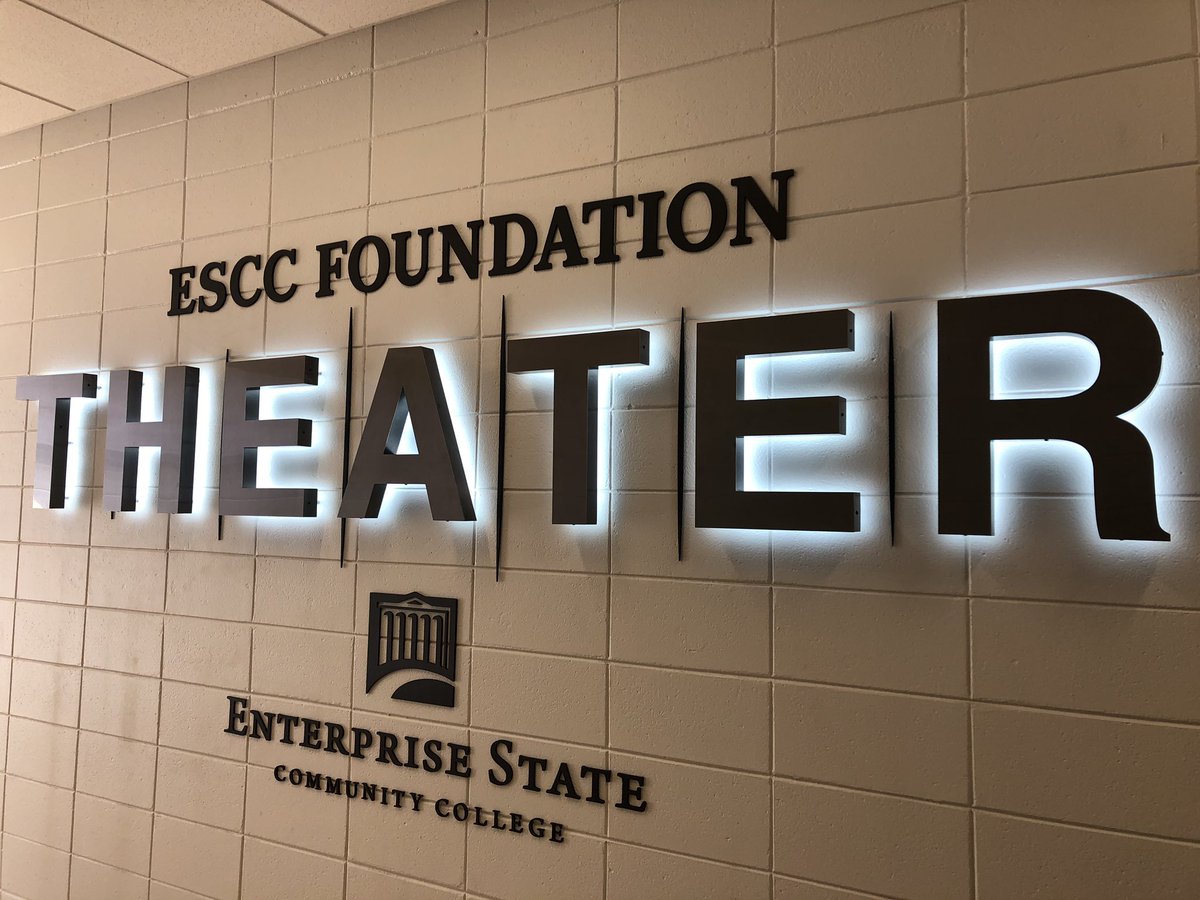 ESCC FOUNDATION
THEATER
ENTERPRISE STATE
COMMUNITY COLLEGE